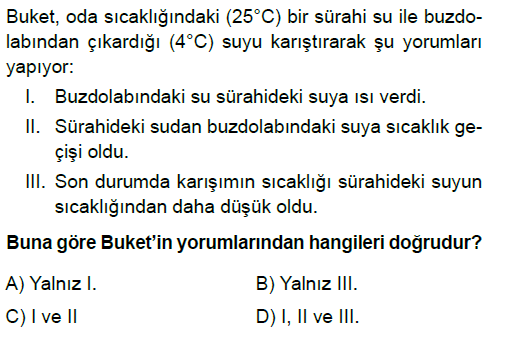 Buket, oda sıcaklığındaki (25°C) bir sürahi su ile buzdo-
labından çıkardığı (4°C) suyu karıştırarak şu yorumları
yapıyor:
I. Buzdolabındaki su sürahideki suya ısı verdi.
II. Sürahideki sudan buzdolabındaki suya sıcaklık ge-
çişi oldu.
III. Son durumda karışımın sıcaklığı sürahideki suyun
sıcaklığından daha düşük oldu.
Buna göre Buket'in yorumlarından hangileri doğrudur?
A) Yalnız I. B) Yalnız III.
C) I ve II D) I, II ve III.